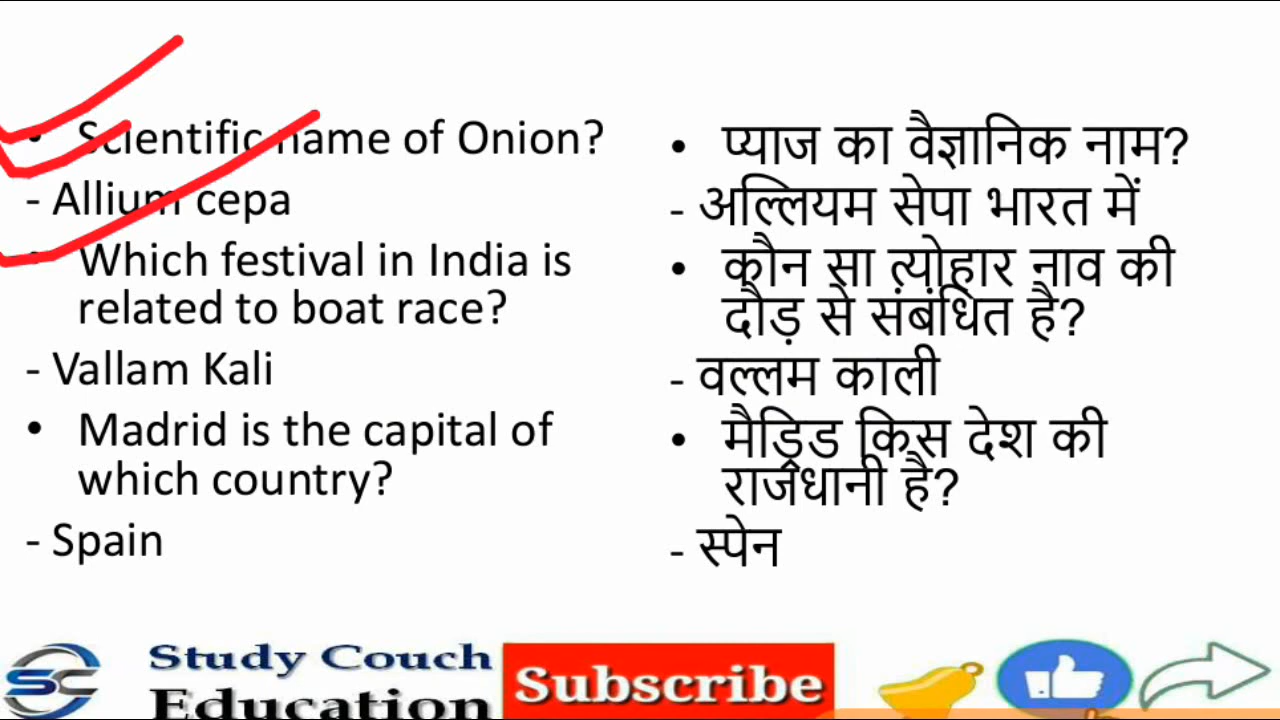 • Scientific name of Onion?
- Allium cepa
• Which festival in India is
related to boat race?
- Vallam Kali
• Madrid is the capital of
which country?
- Spain
• प्याज का वैज्ञानिक नाम?
- अल्लियम सेपा भारत में
• कौन सा त्योहार नाव की
दौड़ से संबंधित है?
- वल्लम काली
• मैड्रिड किस देश की
राजधानी है?
- स्पेन
SC
Study Couch
Education
Subscribe